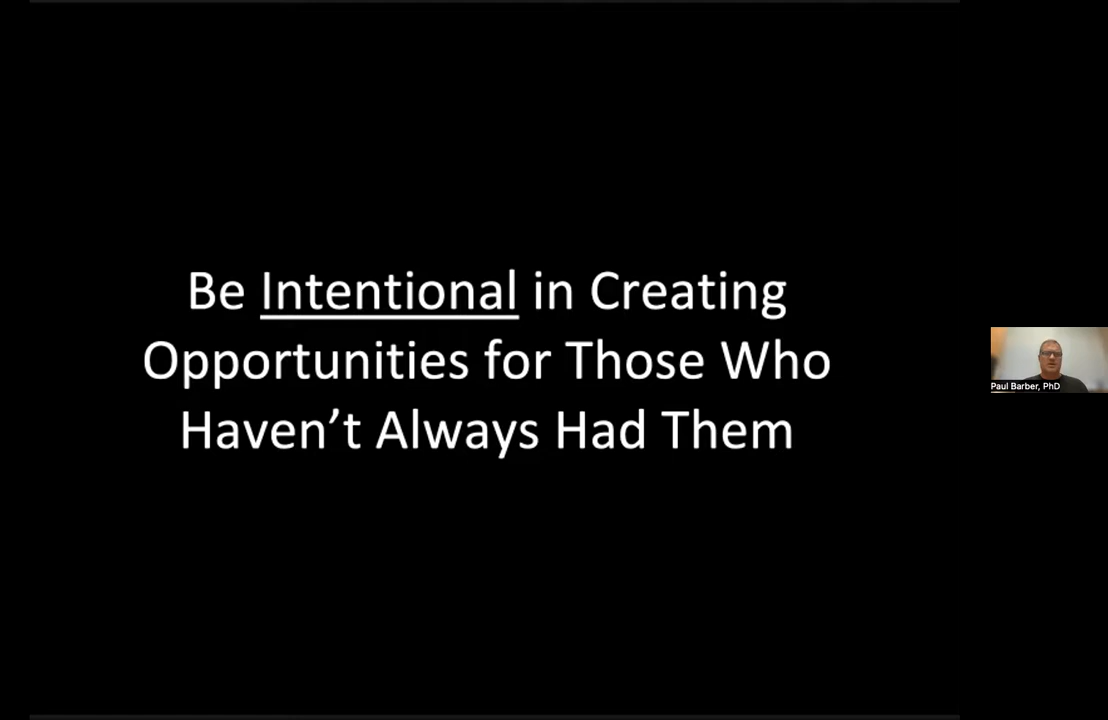 Be Intentional in Creating
Opportunities for Those Who
Haven’t Always Had Them
Paul Barber, PhD